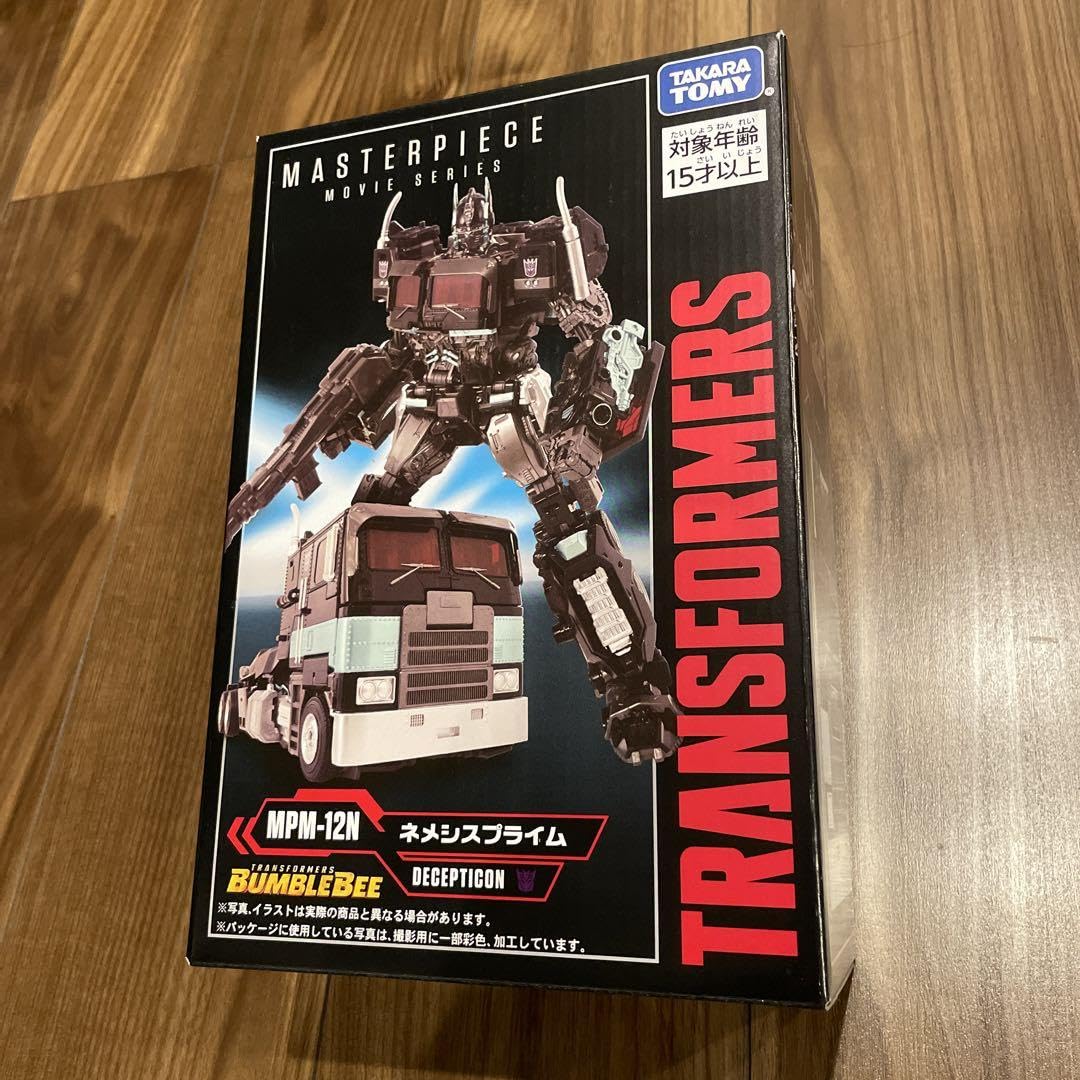 TAKARA
TOMY
たいしょうねんれい
対象年齢
さいいじょう
15才以上
MASTERPIECE
MOVIE SERIES
TRANSFORMERS
MPM-12N
ネメシスプライム
TRANSFORMERS
BUMBLEBEE
DECEPTICON
※写真、イラストは実際の商品と異なる場合があります。
※パッケージに使用している写真は、撮影用に一部彩色、加工しています。